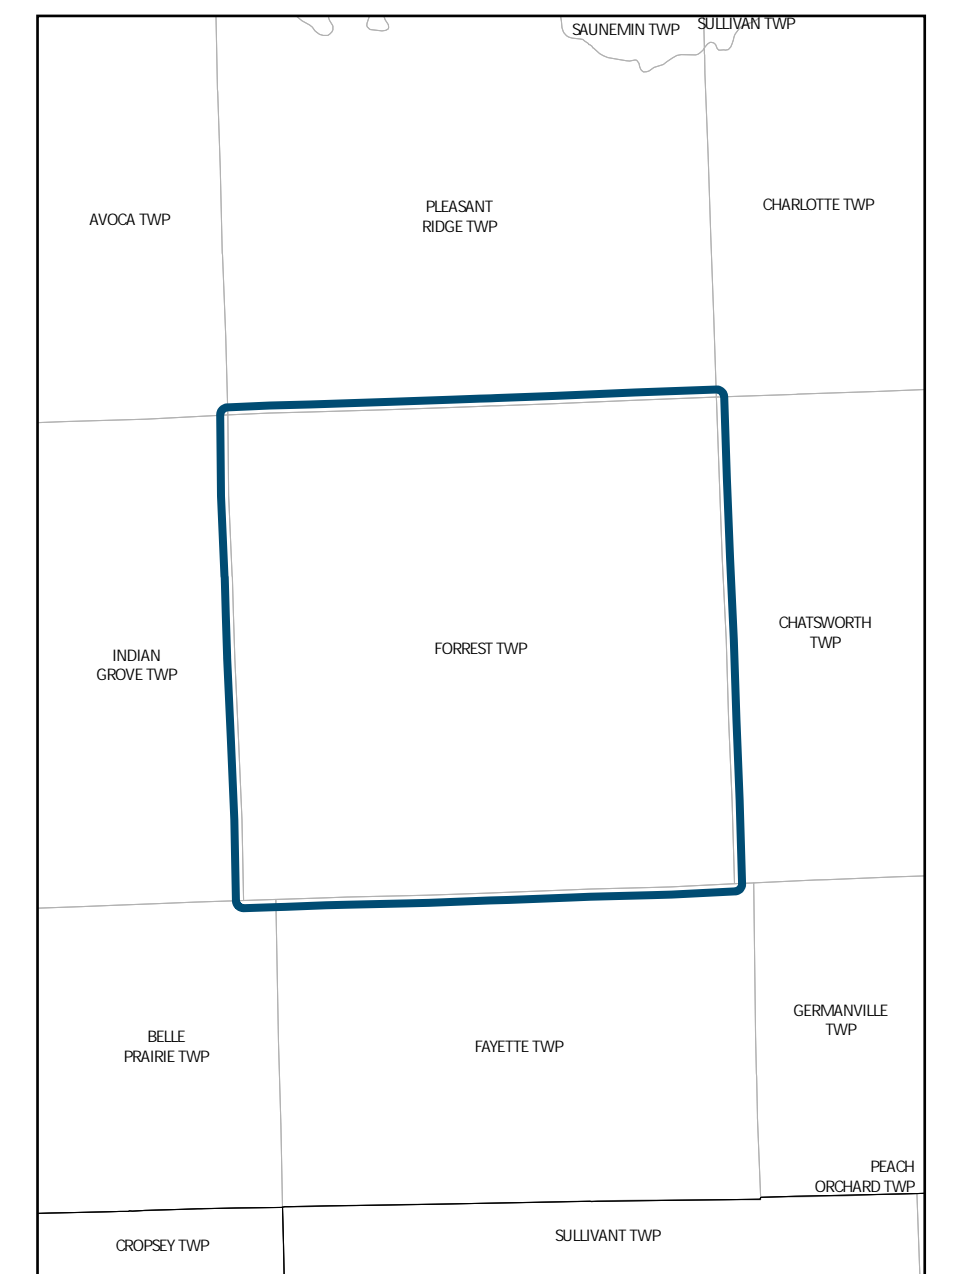 SAUNEMIN TWP
SULLIVAN TWP
AVOCA TWP
PLEASANT
RIDGE TWP
CHARLOTTE TWP
INDIAN
GROVE TWP
FORREST TWP
CHATSWORTH
TWP
BELLE
PRAIRIE TWP
FAYETTE TWP
GERMANVILLE
TWP
PEACH
ORCHARD TWP
CROPSEY TWP
SULLIVANT TWP